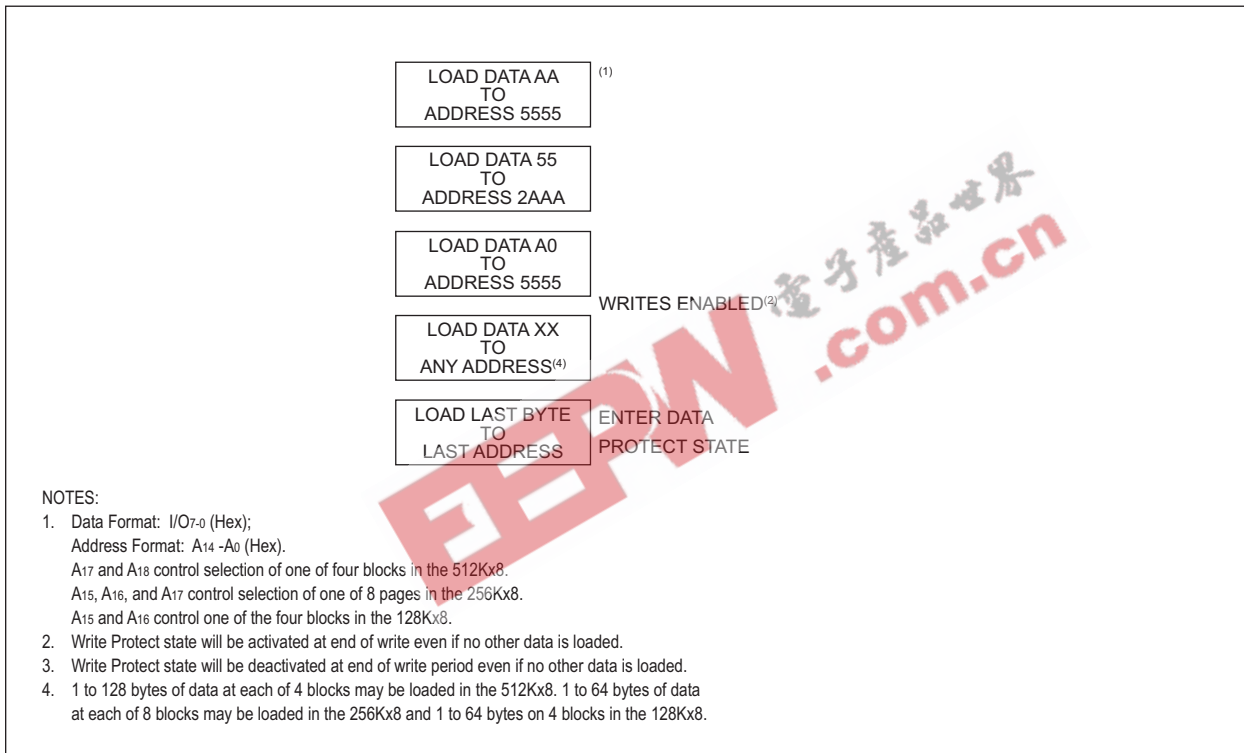 LOAD DATA AA
TO
ADDRESS 5555
(1)
LOAD DATA 55
TO
ADDRESS 2AAA
LOAD DATA A0
TO
ADDRESS 5555
WRITES ENABLED(2)
LOAD DATA XX
TO
ANY ADDRESS(4)
LOAD LAST BYTE
TO
LAST ADDRESS
ENTER DATA
PROTECT STATE
EEPW
.com.cn
電子產品世界
NOTES:
1. Data Format: I/O7-0 (Hex);
Address Format: A14 -A0 (Hex).
A17 and A18 control selection of one of four blocks in the 512Kx8.
A15, A16, and A17 control selection of one of 8 pages in the 256Kx8.
A15 and A16 control one of the four blocks in the 128Kx8.
2. Write Protect state will be activated at end of write even if no other data is loaded.
3. Write Protect state will be deactivated at end of write period even if no other data is loaded.
4. 1 to 128 bytes of data at each of 4 blocks may be loaded in the 512Kx8. 1 to 64 bytes of data
at each of 8 blocks may be loaded in the 256Kx8 and 1 to 64 bytes on 4 blocks in the 128Kx8.